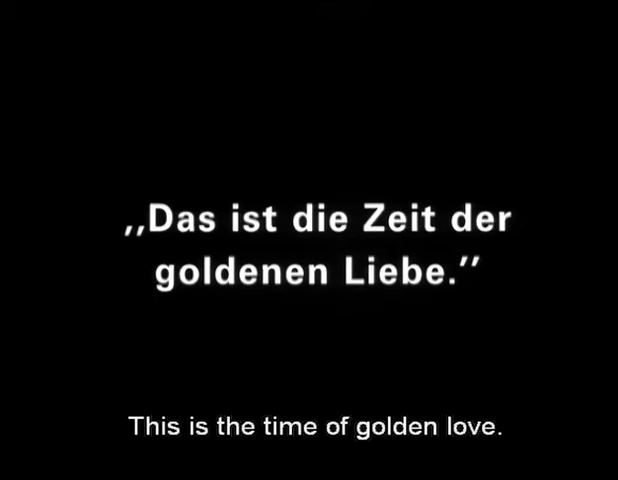 ,,Das ist die Zeit der
goldenen Liebe.''
This is the time of golden love.